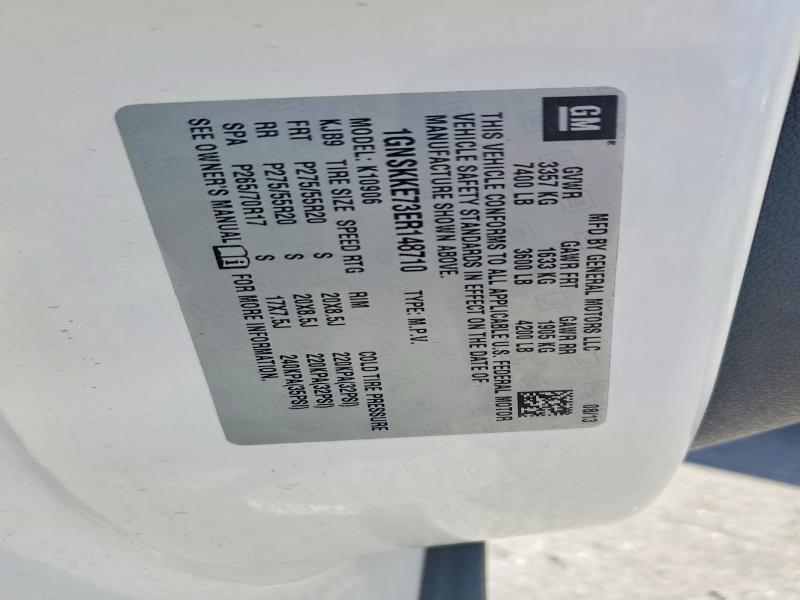 GM
MFD BY GENERAL MOTORS LLC 08/13
GVWR GAWR FRT GAWR RR
3357 KG 1633 KG 1905 KG
7400 LB 3600 LB 4200 LB
THIS VEHICLE CONFORMS TO ALL APPLICABLE U.S. FEDERAL MOTOR
VEHICLE SAFETY STANDARDS IN EFFECT ON THE DATE OF
MANUFACTURE SHOWN ABOVE.
1GNSKKE73ER148710 TYPE: M.P.V.
MODEL: K10906
KJB9 TIRE SIZE SPEED RTG RIM COLD TIRE PRESSURE
FRT P275/55R20 S 20X8.5J 220KPA(32PSI)
RR P275/55R20 S 20X8.5J 220KPA(32PSI)
SPA P265/70R17 S 17X7.5J 240KPA(35PSI)
SEE OWNER'S MANUAL FOR MORE INFORMATION.